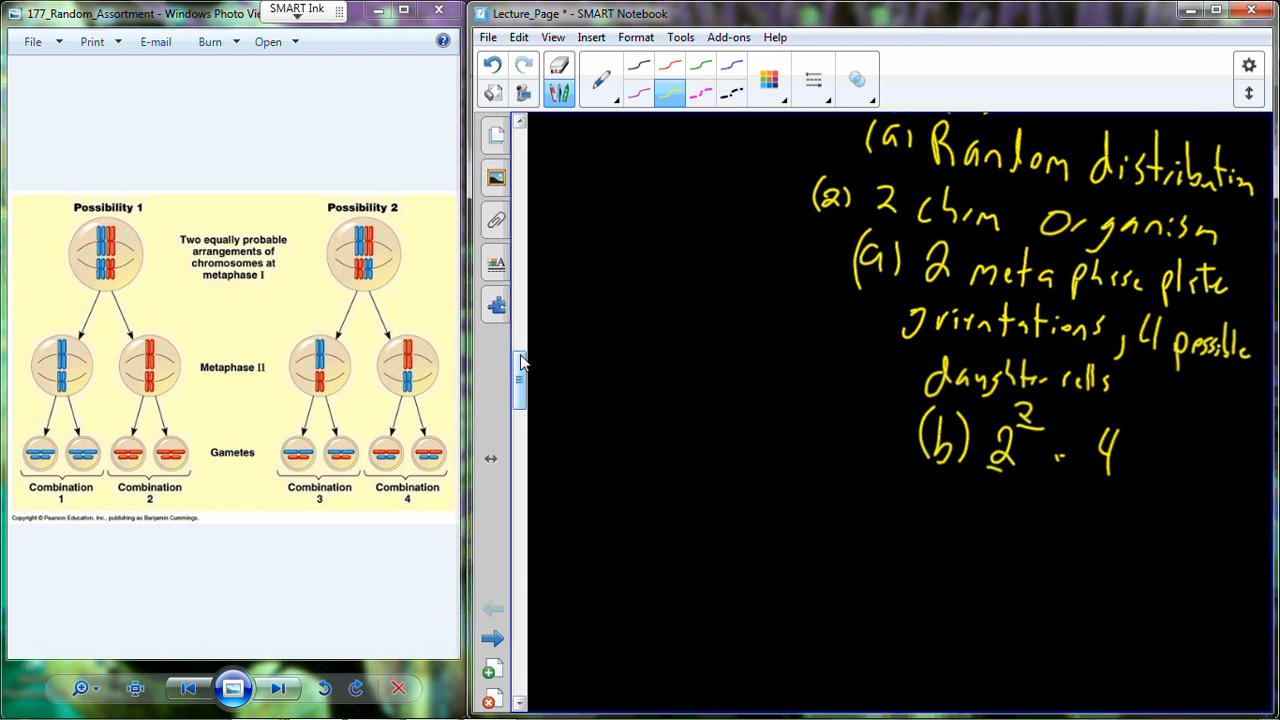 177_Random_Assortment - Windows Photo Vie
SMART Ink
File Print E-mail Burn Open
Possibility 1
Possibility 2
Two equally probable
arrangements of
chromosomes at
metaphase I
Metaphase II
Gametes
Combination
1
Combination
2
Combination
3
Combination
4
Copyright © Pearson Education, Inc., publishing as Benjamin Cummings.
Lecture_Page * - SMART Notebook
File Edit View Insert Format Tools Add-ons Help
(a) Random distribution
(2) 2 chrm organism
(a) 2 metaphase plate
orientations, 4 possible
daughter cells
(b) 2² = 4